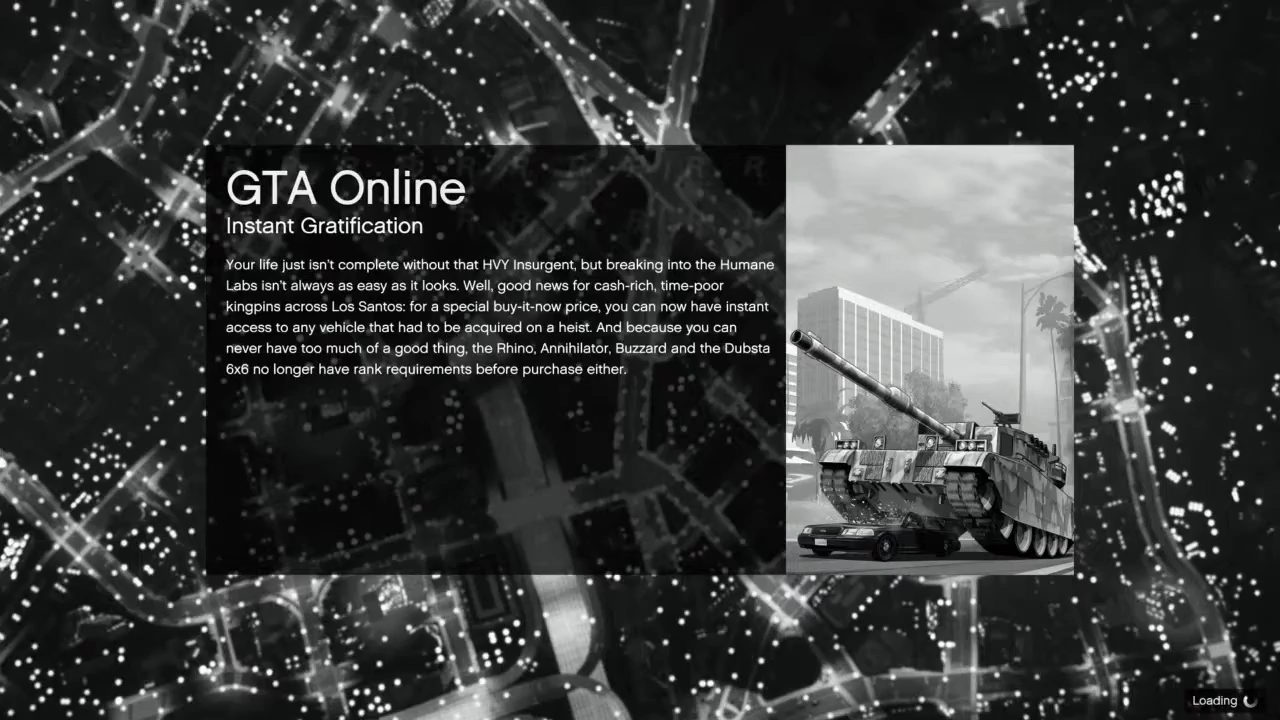 GTA Online
Instant Gratification
Your life just isn't complete without that HVY Insurgent, but breaking into the Humane
Labs isn't always as easy as it looks. Well, good news for cash-rich, time-poor
kingpins across Los Santos: for a special buy-it-now price, you can now have instant
access to any vehicle that had to be acquired on a heist. And because you can
never have too much of a good thing, the Rhino, Annihilator, Buzzard and the Dubsta
6x6 no longer have rank requirements before purchase either.
Loading